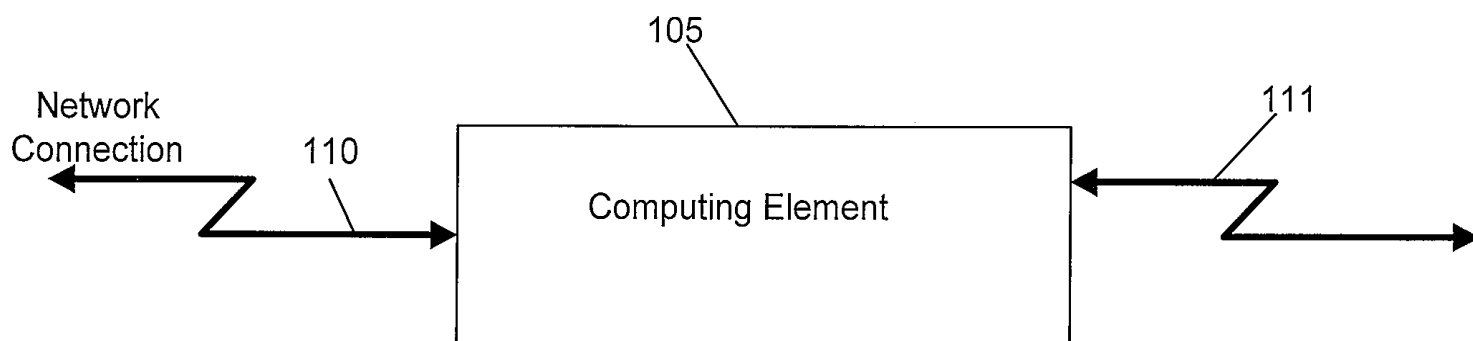 105
Network
Connection
110
111
Computing Element